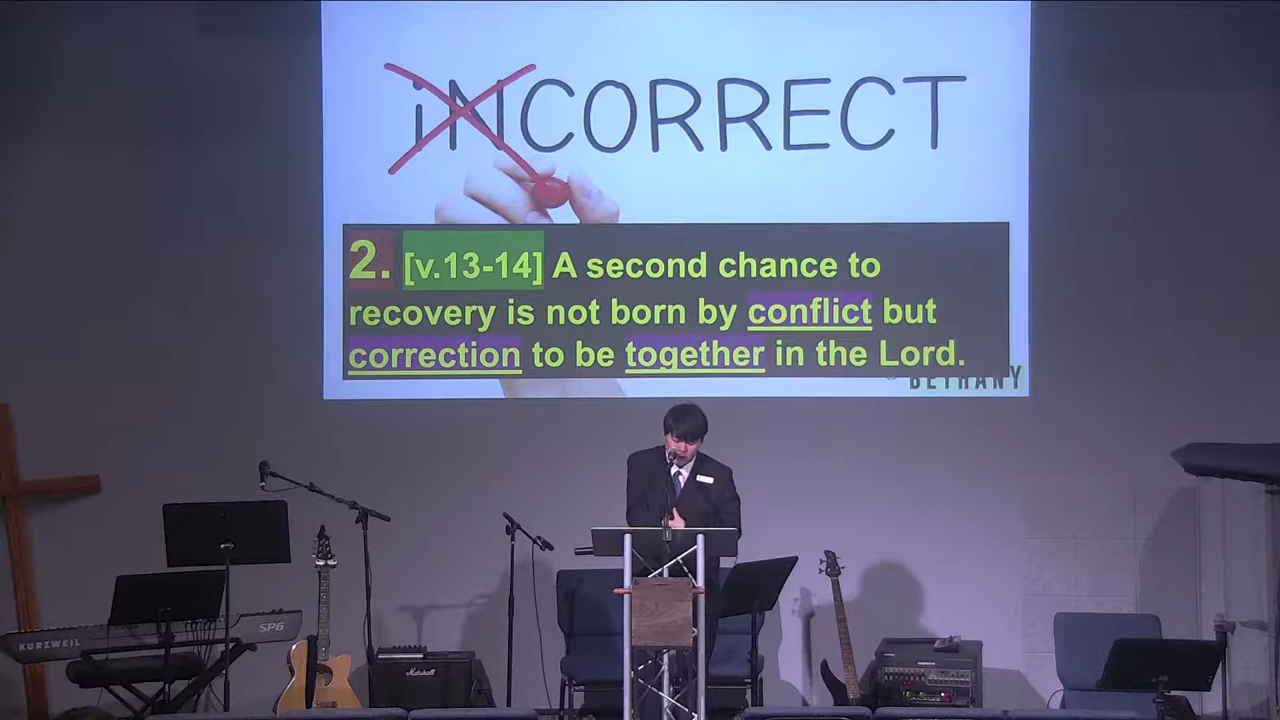 iNCORRECT
2. [v.13-14] A second chance to
recovery is not born by conflict but
correction to be together in the Lord.
BETHANY
KURZWEIL
SP6
Marshall